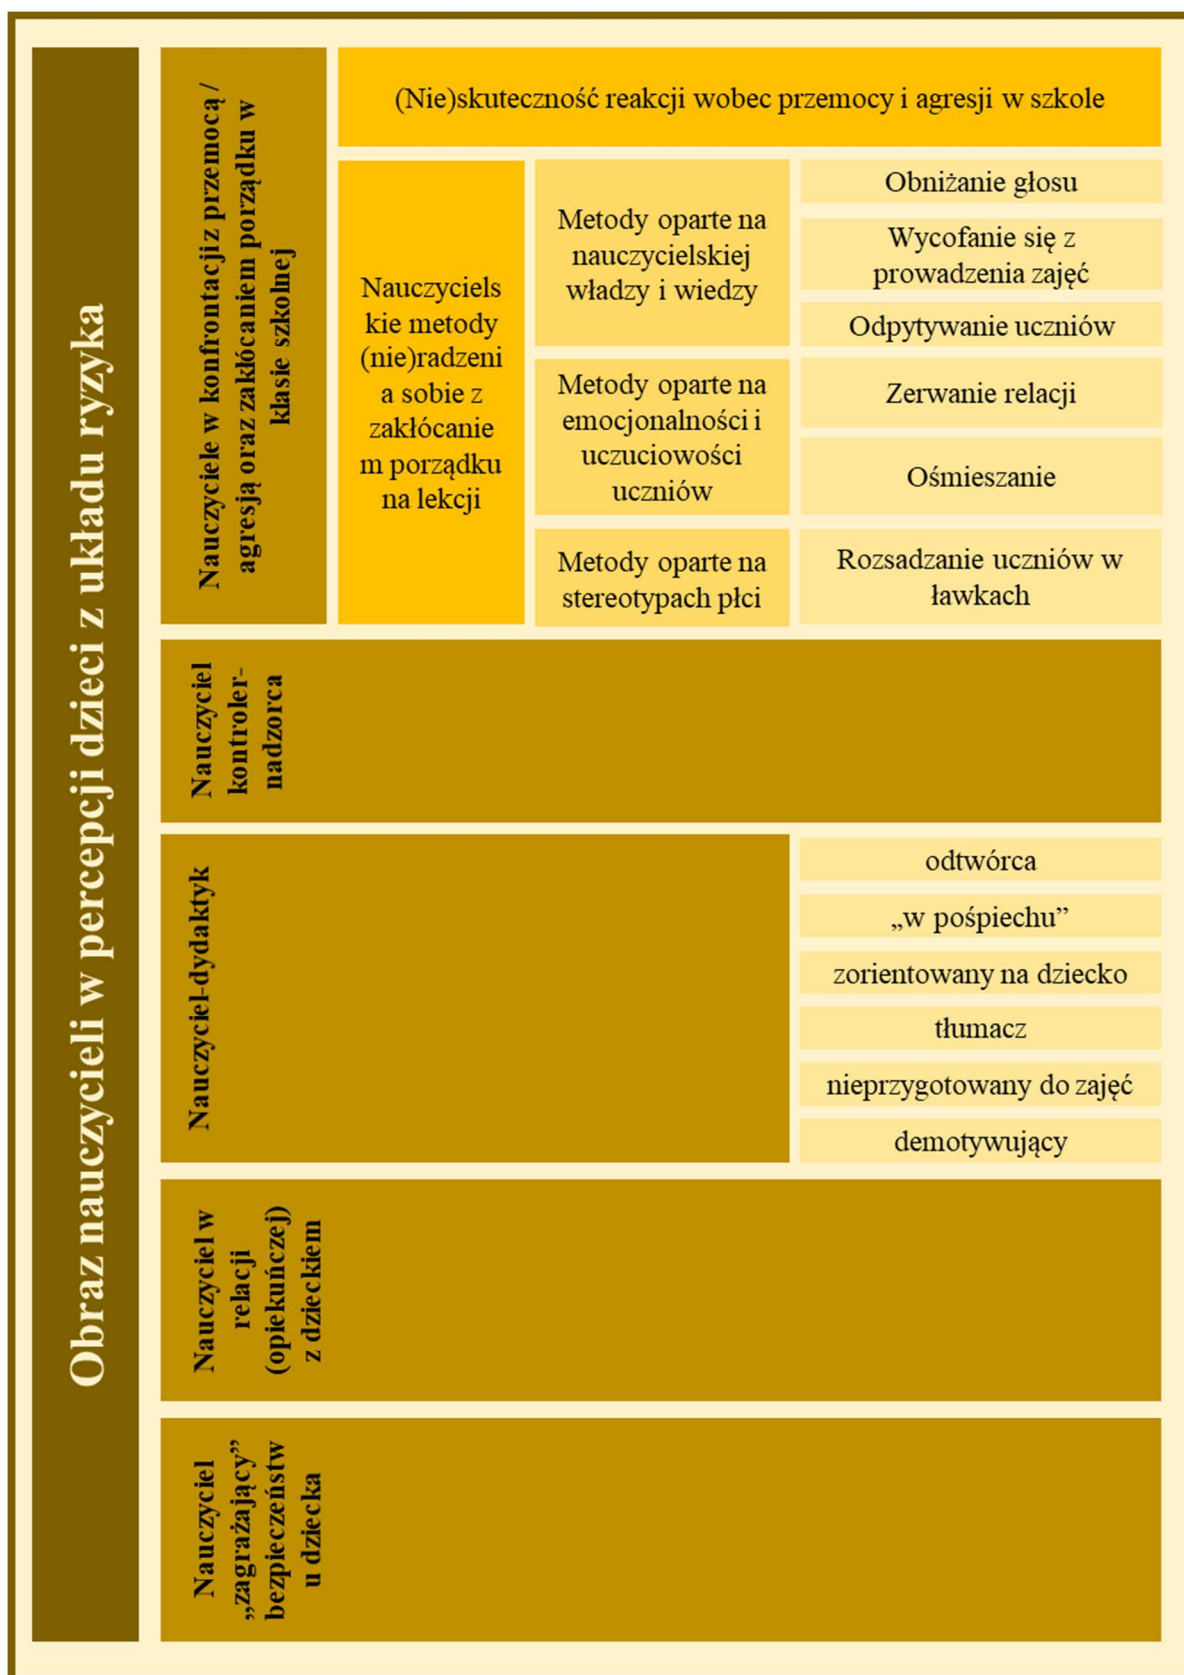 Obraz nauczycieli w percepcji dzieci z układu ryzyka
Nauczyciele w konfrontacji z przemocą /
agresją oraz zakłócaniem porządku w
klasie szkolnej
(Nie)skuteczność reakcji wobec przemocy i agresji w szkole
Nauczyciels
kie metody
(nie)radzeni
a sobie z
zakłócanie
m porządku
na lekcji
Metody oparte na
nauczycielskiej
władzy i wiedzy
Obniżanie głosu
Wycofanie się z
prowadzenia zajęć
Odpytywanie uczniów
Metody oparte na
emocjonalności i
uczuciowości
uczniów
Zerwanie relacji
Ośmieszanie
Metody oparte na
stereotypach płci
Rozsadzanie uczniów w
ławkach
Nauczyciel
kontroler-
nadzorca
Nauczyciel-dydaktyk
odtwórca
„w pośpiechu”
zorientowany na dziecko
tłumacz
nieprzygotowany do zajęć
demotywujący
Nauczyciel w
relacji
(opiekuńczej)
z dzieckiem
Nauczyciel
„zagrażający”
bezpieczeństw
u dziecka